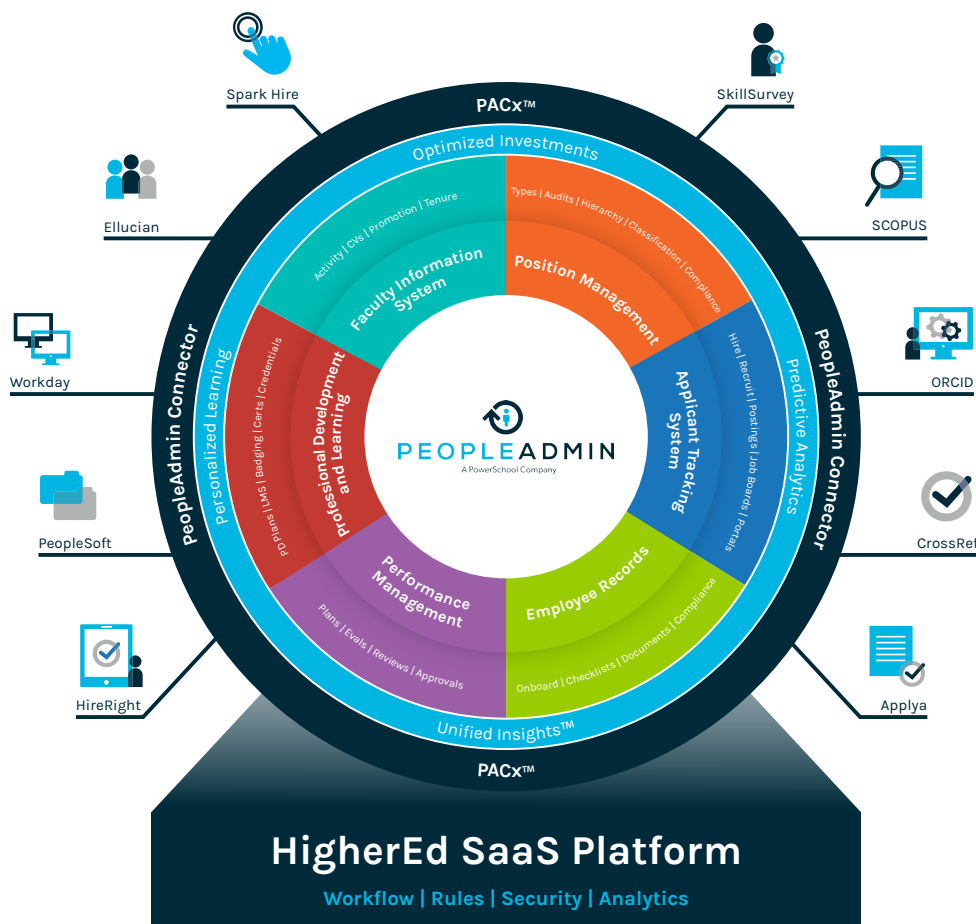 Spark Hire
SkillSurvey
PACx™
Optimized Investments
Ellucian
SCOPUS
Activity | CVs | Promotion | Tenure
Faculty Information
System
Types | Audits | Hierarchy | Classification | Compliance
Position Management
Workday
ORCID
PeopleAdmin Connector
Personalized Learning
PD Plans | LMS | Badging | Certs | Credentials
Professional Development
and Learning
PEOPLEADMIN
A PowerSchool Company
Applicant Tracking
System
Hire | Recruit | Postings | Job Boards | Portals
Predictive Analytics
PeopleAdmin Connector
PeopleSoft
CrossRef
Performance
Management
Plans | Evals | Reviews | Approvals
Employee Records
Onboard | Checklists | Documents | Compliance
HireRight
Applya
Unified Insights™
PACx™
HigherEd SaaS Platform
Workflow | Rules | Security | Analytics